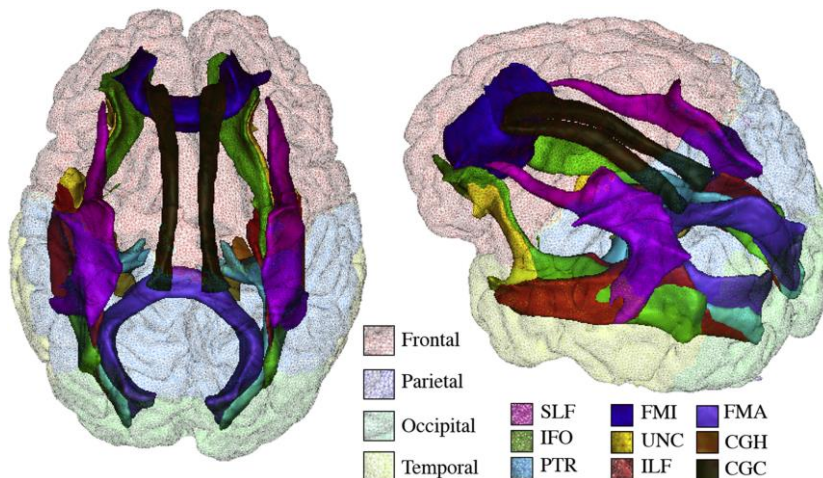 Frontal
Parietal
Occipital
Temporal
SLF FMI FMA
IFO UNC CGH
PTR ILF CGC